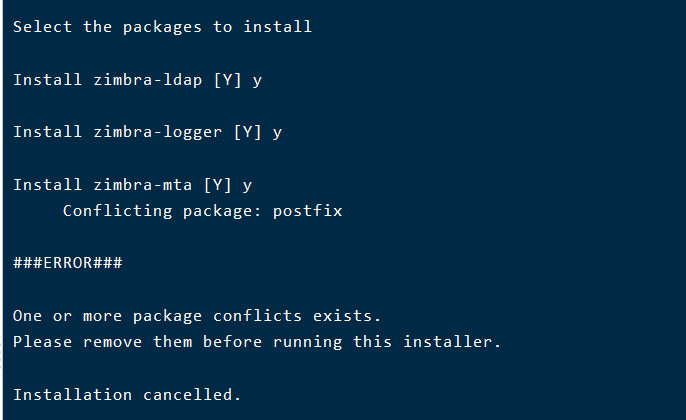 Select the packages to install
Install zimbra-ldap [Y] y
Install zimbra-logger [Y] y
Install zimbra-mta [Y] y
Conflicting package: postfix
###ERROR###
One or more package conflicts exists.
Please remove them before running this installer.
Installation cancelled.